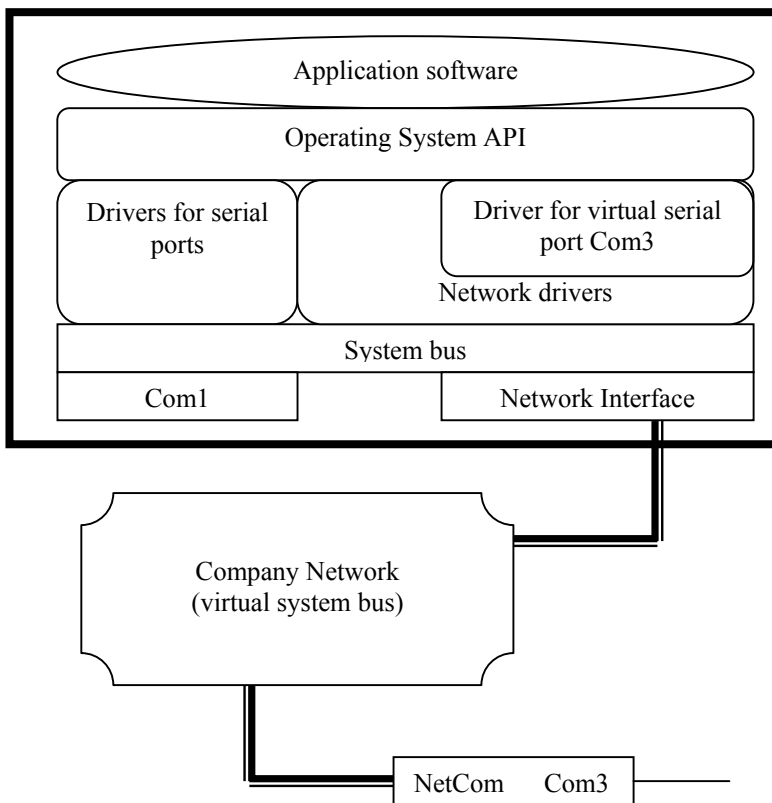 Application software
Operating System API
Drivers for serial
ports
Driver for virtual serial
port Com3
Network drivers
System bus
Com1
Network Interface
Company Network
(virtual system bus)
NetCom Com3